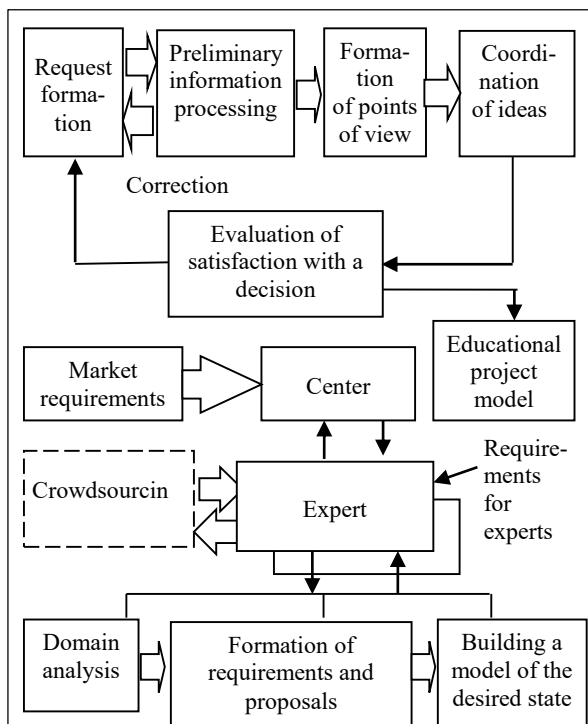 Request
forma-
tion
Preliminary
information
processing
Forma-
tion
of points
of view
Coordi-
nation
of ideas
Correction
Evaluation of
satisfaction with a
decision
Educational
project
model
Market
requirements
Center
Crowdsourcin
Expert
Require-
ments
for
experts
Domain
analysis
Formation of
requirements and
proposals
Building a
model of the
desired state